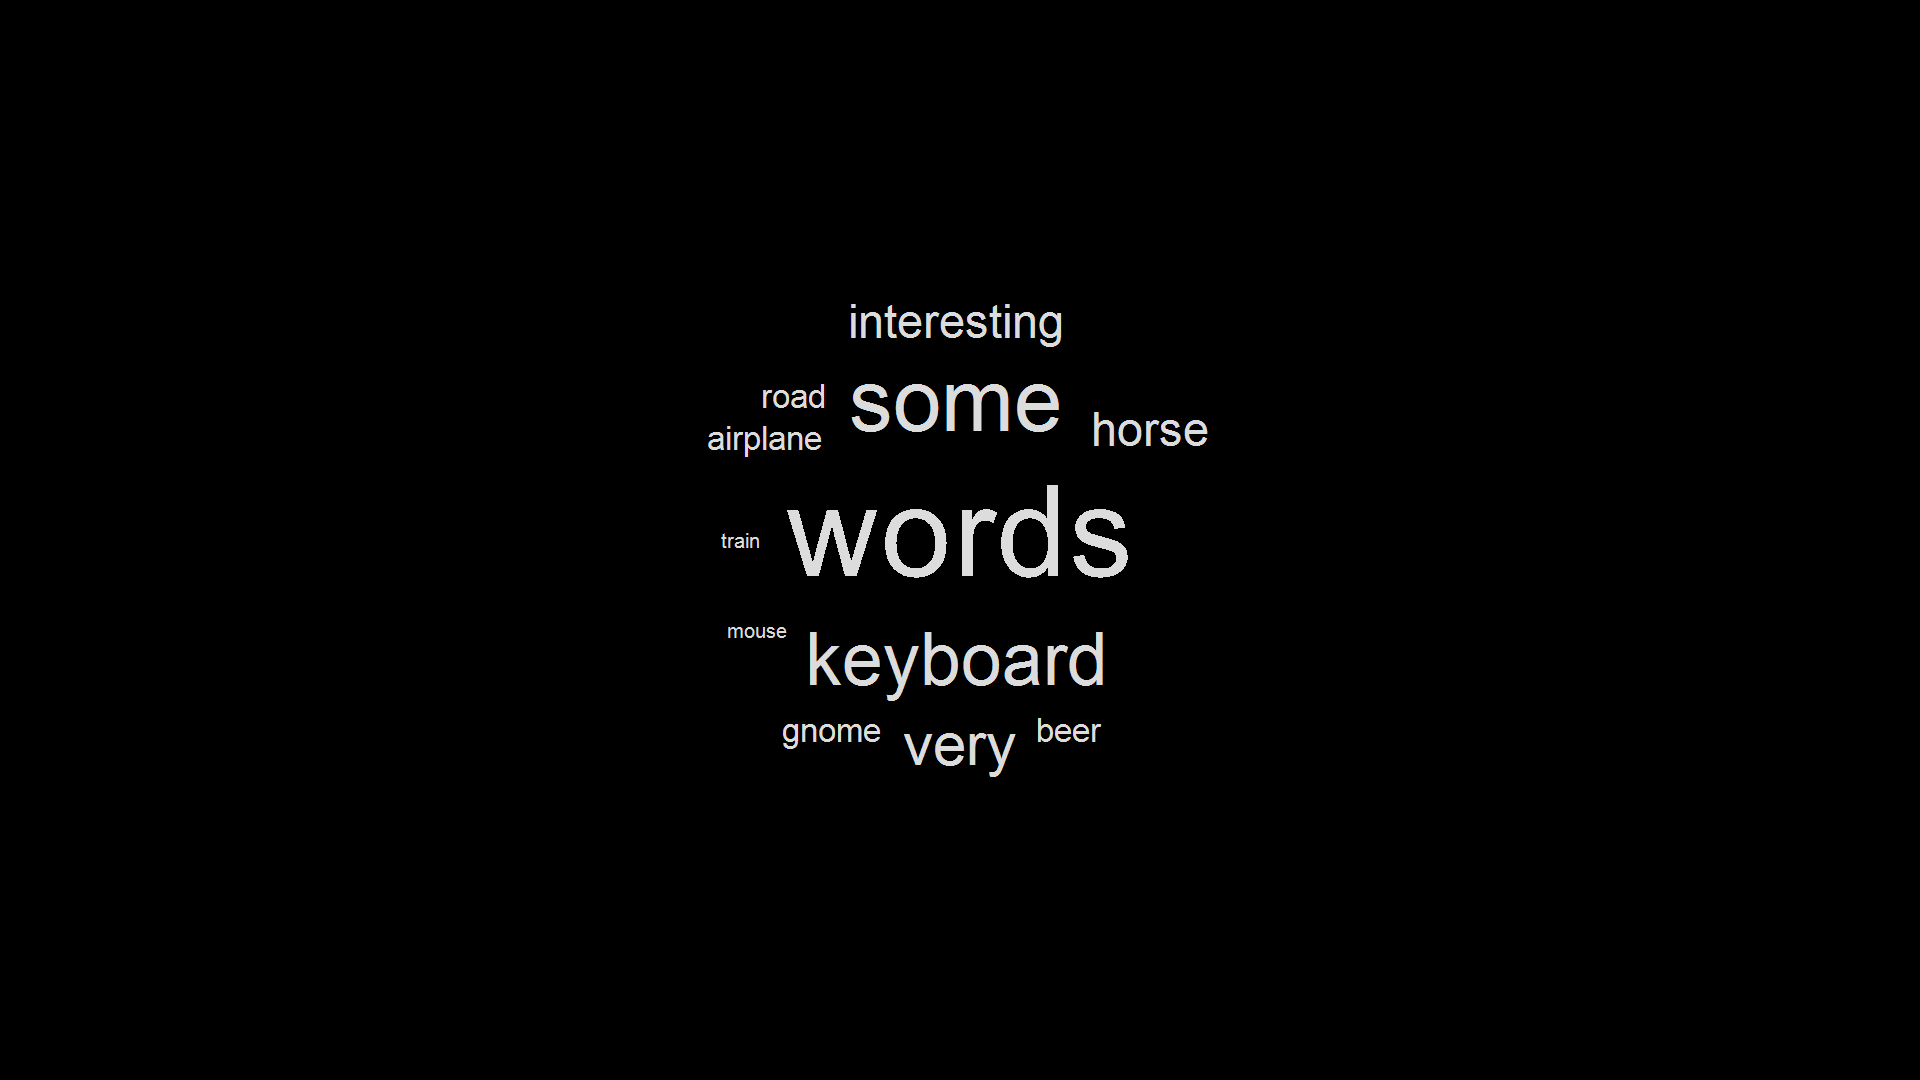 interesting
road some horse
airplane
train words
mouse keyboard
gnome very beer